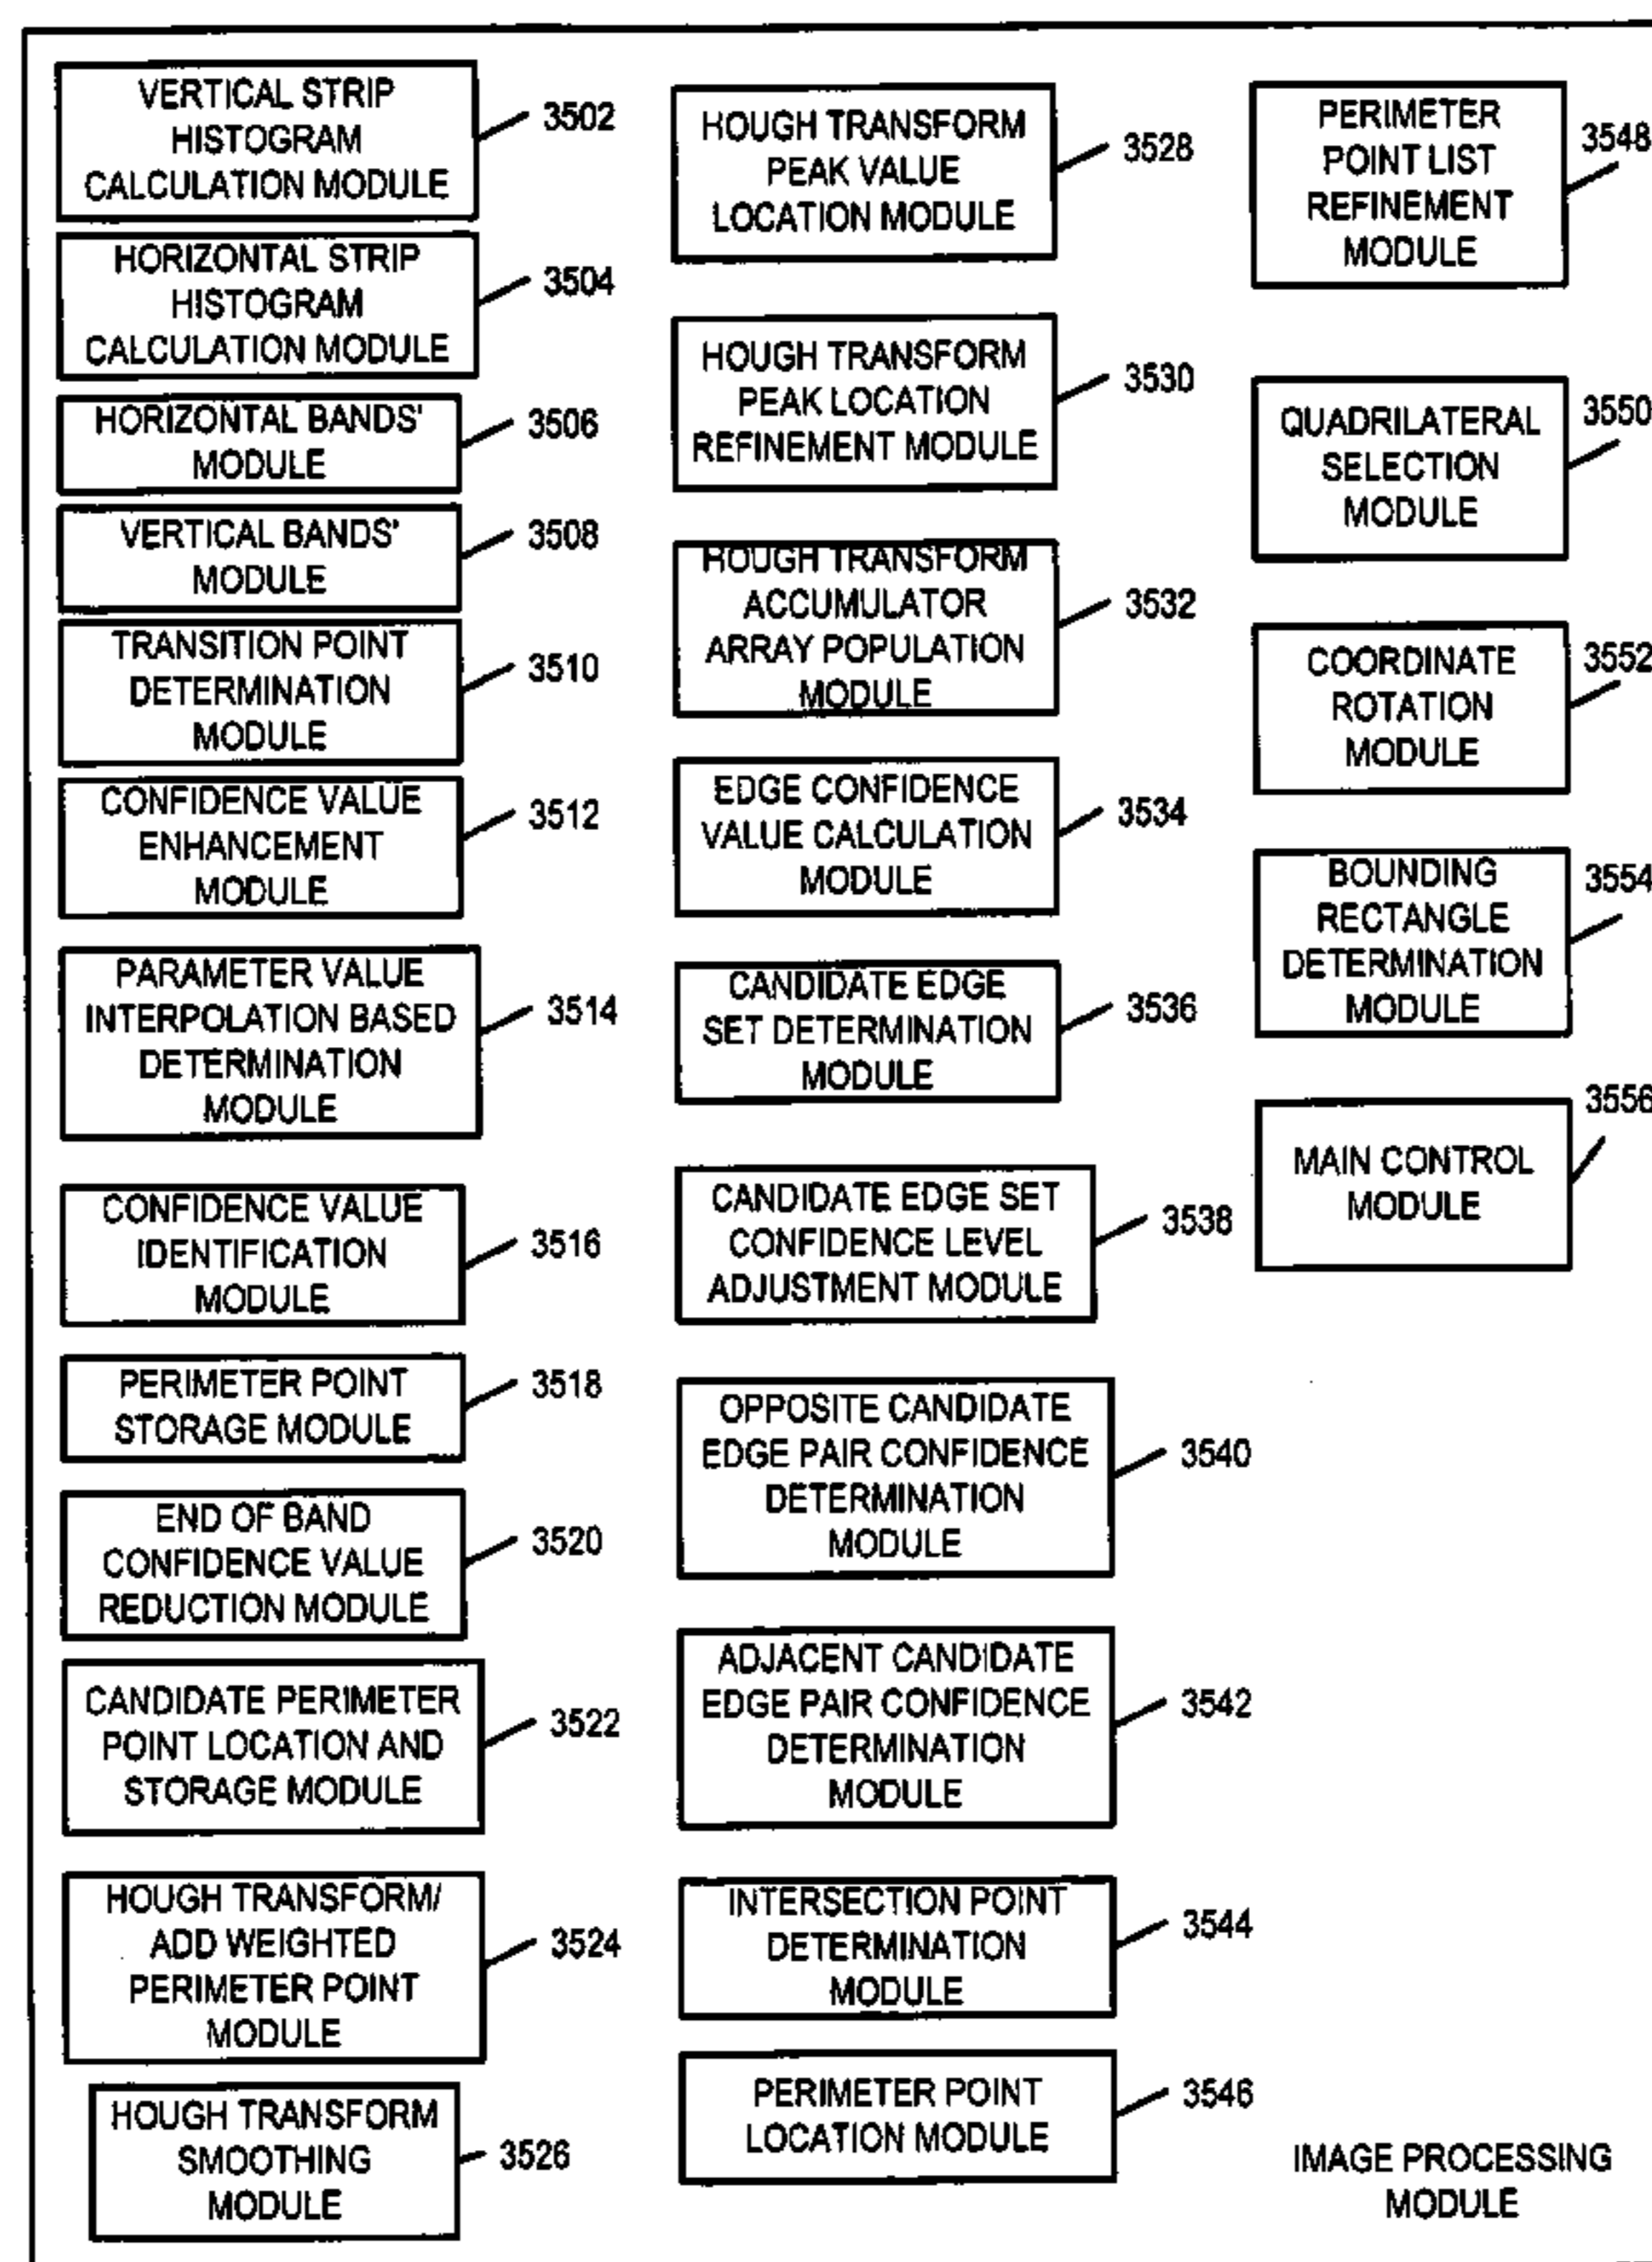 VERTICAL STRIP
HISTOGRAM
CALCULATION MODULE
3502
HORIZONTAL STRIP
HISTOGRAM
CALCULATION MODULE
3504
HORIZONTAL BANDS'
MODULE
3506
VERTICAL BANDS'
MODULE
3508
TRANSITION POINT
DETERMINATION
MODULE
3510
CONFIDENCE VALUE
ENHANCEMENT
MODULE
3512
PARAMETER VALUE
INTERPOLATION BASED
DETERMINATION
MODULE
3514
CONFIDENCE VALUE
IDENTIFICATION
MODULE
3516
PERIMETER POINT
STORAGE MODULE
3518
END OF BAND
CONFIDENCE VALUE
REDUCTION MODULE
3520
CANDIDATE PERIMETER
POINT LOCATION AND
STORAGE MODULE
3522
HOUGH TRANSFORM/
ADD WEIGHTED
PERIMETER POINT
MODULE
3524
HOUGH TRANSFORM
SMOOTHING
MODULE
3526
HOUGH TRANSFORM
PEAK VALUE
LOCATION MODULE
3528
HOUGH TRANSFORM
PEAK LOCATION
REFINEMENT MODULE
3530
HOUGH TRANSFORM
ACCUMULATOR
ARRAY POPULATION
MODULE
3532
EDGE CONFIDENCE
VALUE CALCULATION
MODULE
3534
CANDIDATE EDGE
SET DETERMINATION
MODULE
3536
CANDIDATE EDGE SET
CONFIDENCE LEVEL
ADJUSTMENT MODULE
3538
OPPOSITE CANDIDATE
EDGE PAIR CONFIDENCE
DETERMINATION
MODULE
3540
ADJACENT CANDIDATE
EDGE PAIR CONFIDENCE
DETERMINATION
MODULE
3542
INTERSECTION POINT
DETERMINATION
MODULE
3544
PERIMETER POINT
LOCATION MODULE
3546
PERIMETER
POINT LIST
REFINEMENT
MODULE
3548
QUADRILATERAL
SELECTION
MODULE
3550
COORDINATE
ROTATION
MODULE
3552
BOUNDING
RECTANGLE
DETERMINATION
MODULE
3554
MAIN CONTROL
MODULE
3556
IMAGE PROCESSING
MODULE